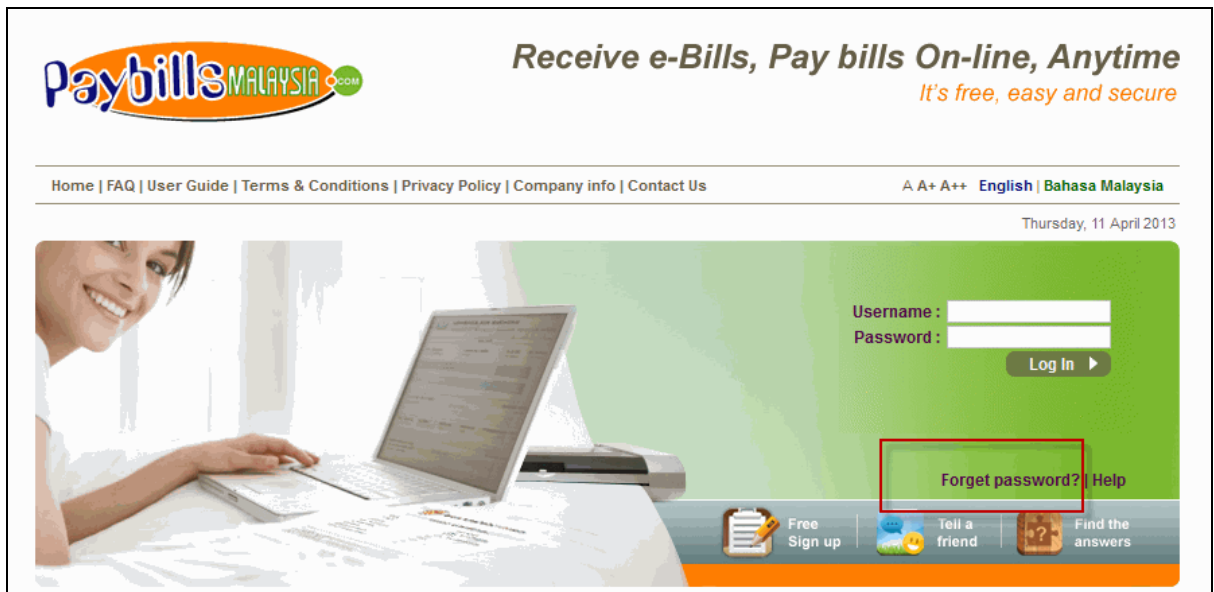 PaybillsMALAYSIA.COM
Receive e-Bills, Pay bills On-line, Anytime
It's free, easy and secure
Home | FAQ | User Guide | Terms & Conditions | Privacy Policy | Company info | Contact Us
A A+ A++ English | Bahasa Malaysia
Thursday, 11 April 2013
Username :
Password :
Log In
Forget password? | Help
Free
Sign up
Tell a
friend
Find the
answers